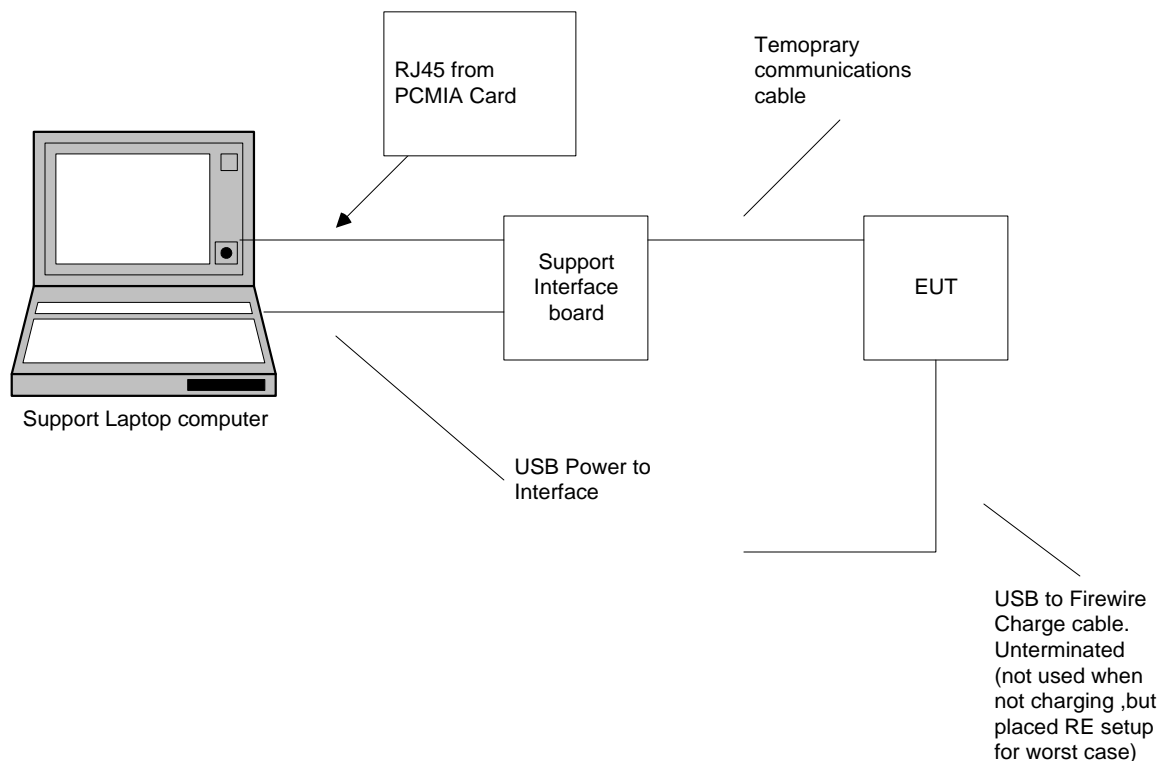 RJ45 from
PCMIA Card
Temoprary
communications
cable
Support
Interface
board
EUT
Support Laptop computer
USB Power to
Interface
USB to Firewire
Charge cable.
Unterminated
(not used when
not charging ,but
placed RE setup
for worst case)